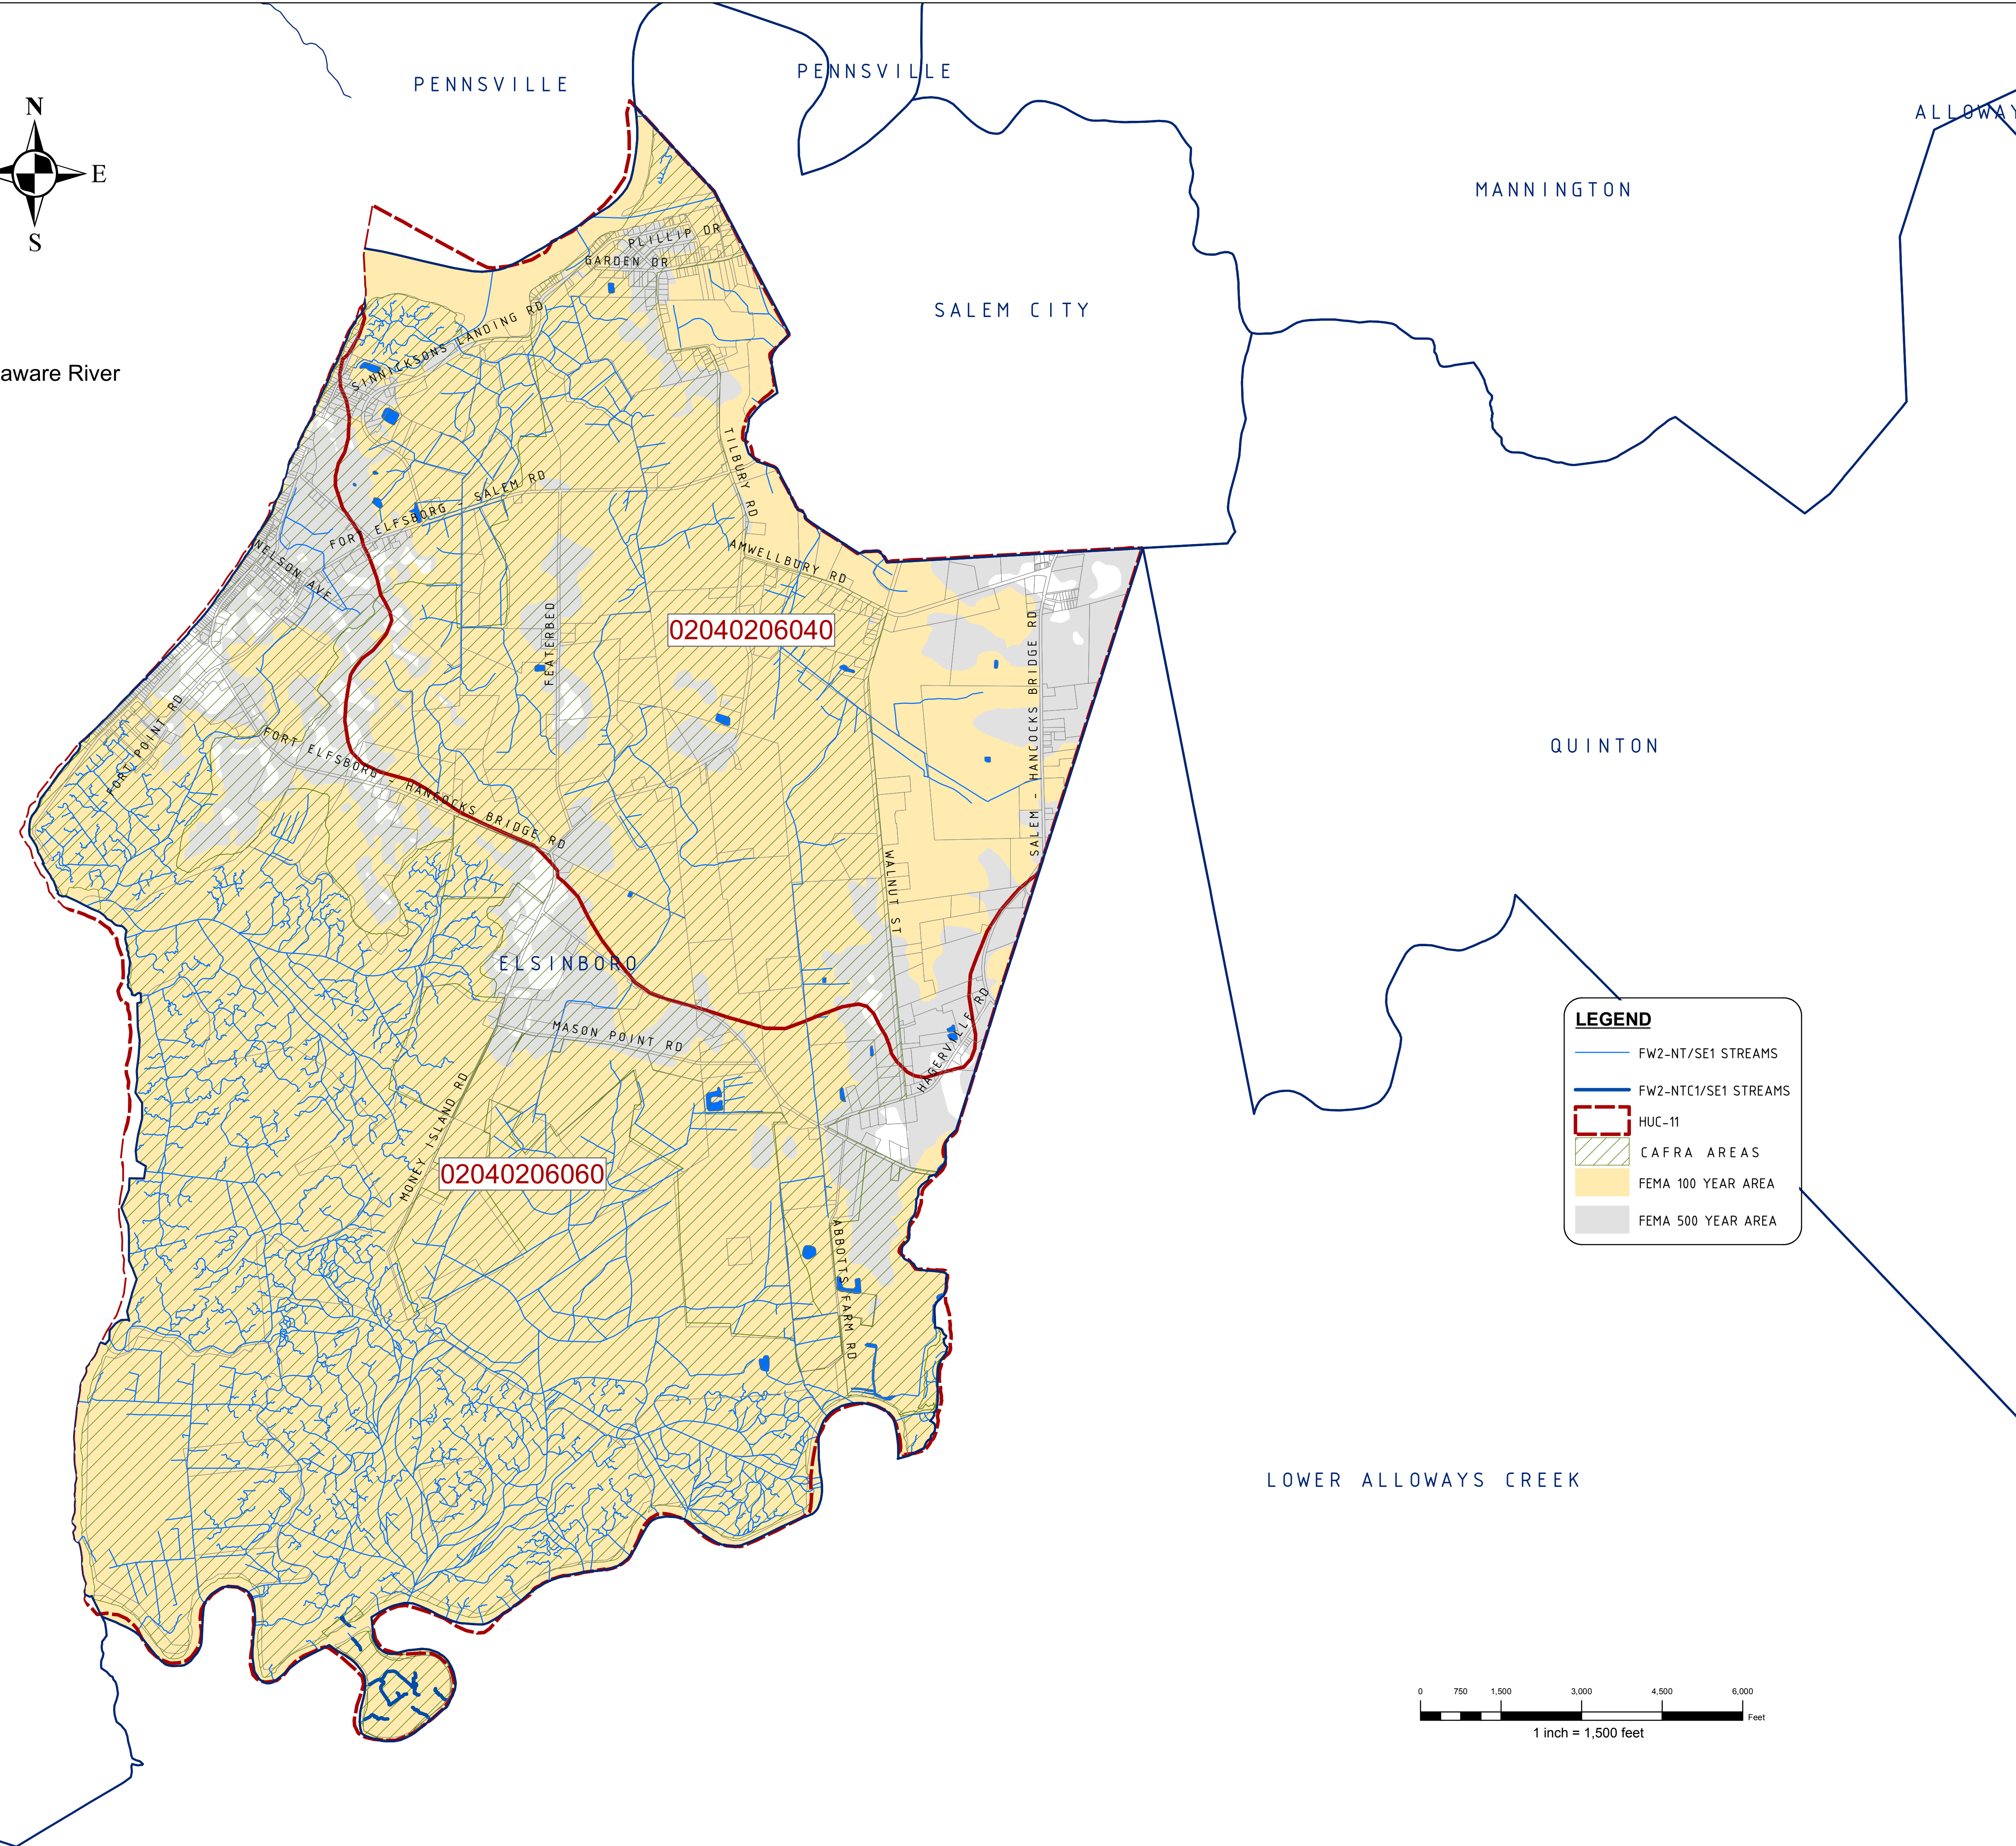 PENNSVILLE
PENNSVILLE
ALLOWAY
N
E
S
MANNINGTON
PLILLIP DR
GARDEN DR
SALEM CITY
SINNICKSONS LANDING RD
aware River
TILBURY RD
FORT ELFSBORG - SALEM RD
NELSON AVE
AMWELLBURY RD
FEATERBED
02040206040
SALEM - HANCOCKS BRIDGE RD
FORT POINT RD
FORT ELFSBORG - HANCOCKS BRIDGE RD
QUINTON
WALNUT ST
ELSINBORO
MASON POINT RD
HAGERVILLE RD
MONEY ISLAND RD
02040206060
ABBOTTS FARM RD
LEGEND
FW2-NT/SE1 STREAMS
FW2-NTC1/SE1 STREAMS
HUC-11
CAFRA AREAS
FEMA 100 YEAR AREA
FEMA 500 YEAR AREA
LOWER ALLOWAYS CREEK
0 750 1,500 3,000 4,500 6,000
Feet
1 inch = 1,500 feet